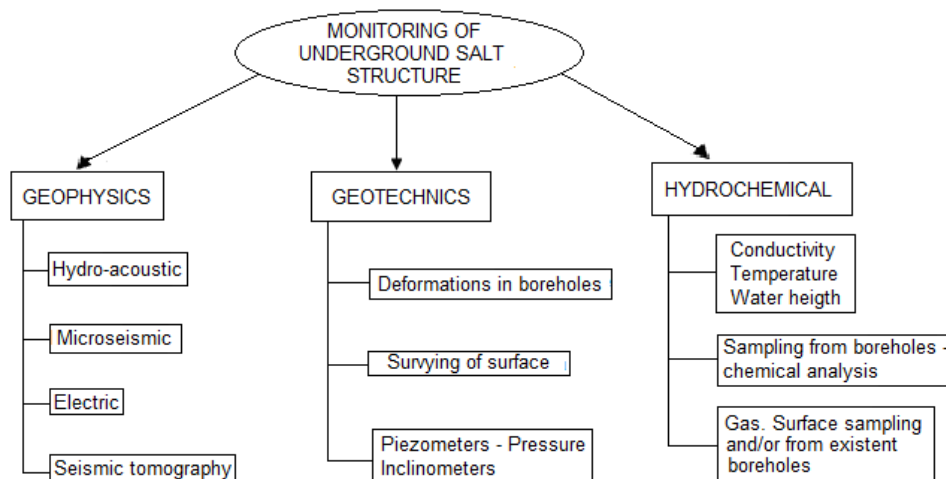 MONITORING OF
UNDERGROUND SALT
STRUCTURE
GEOPHYSICS
Hydro-acoustic
Microseismic
Electric
Seismic tomography
GEOTECHNICS
Deformations in boreholes
Survying of surface
Piezometers - Pressure
Inclinometers
HYDROCHEMICAL
Conductivity
Temperature
Water heigth
Sampling from boreholes -
chemical analysis
Gas. Surface sampling
and/or from existent
boreholes